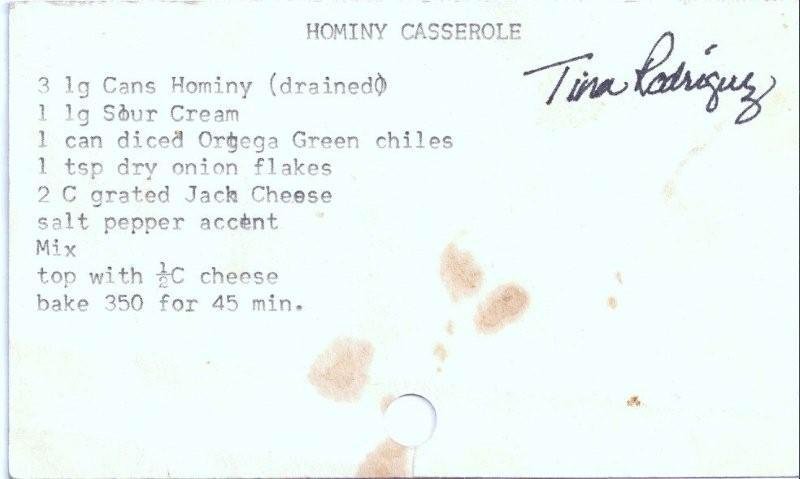 HOMINY CASSEROLE
Tina Rodriguez
3 lg Cans Hominy (drained)
1 lg Sour Cream
1 can diced Ortega Green chiles
1 tsp dry onion flakes
2 C grated Jack Cheese
salt pepper accent
Mix
top with ½C cheese
bake 350 for 45 min.